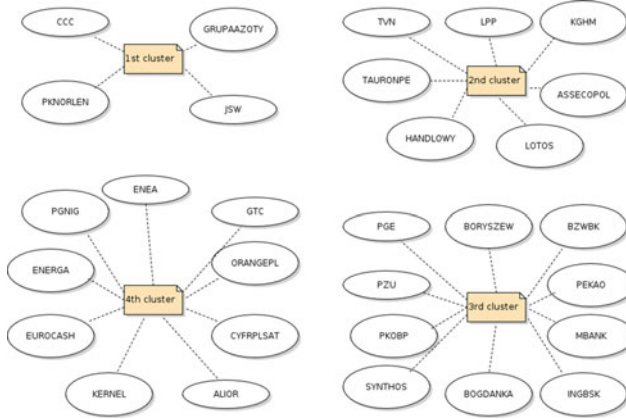 CCC
GRUPAAZOTY
1st cluster
PKNORLEN
JSW
TVN
LPP
KGHM
TAURONPE
2nd cluster
ASSECOPOL
HANDLOWY
LOTOS
ENEA
PGNIG
GTC
ENERGA
ORANGEPL
4th cluster
EUROCASH
CYFRPLSAT
KERNEL
ALIOR
PGE
BORYSZEW
BZWBK
PZU
PEKAO
3rd cluster
PKOBP
MBANK
SYNTHOS
BOGDANKA
INGBSK